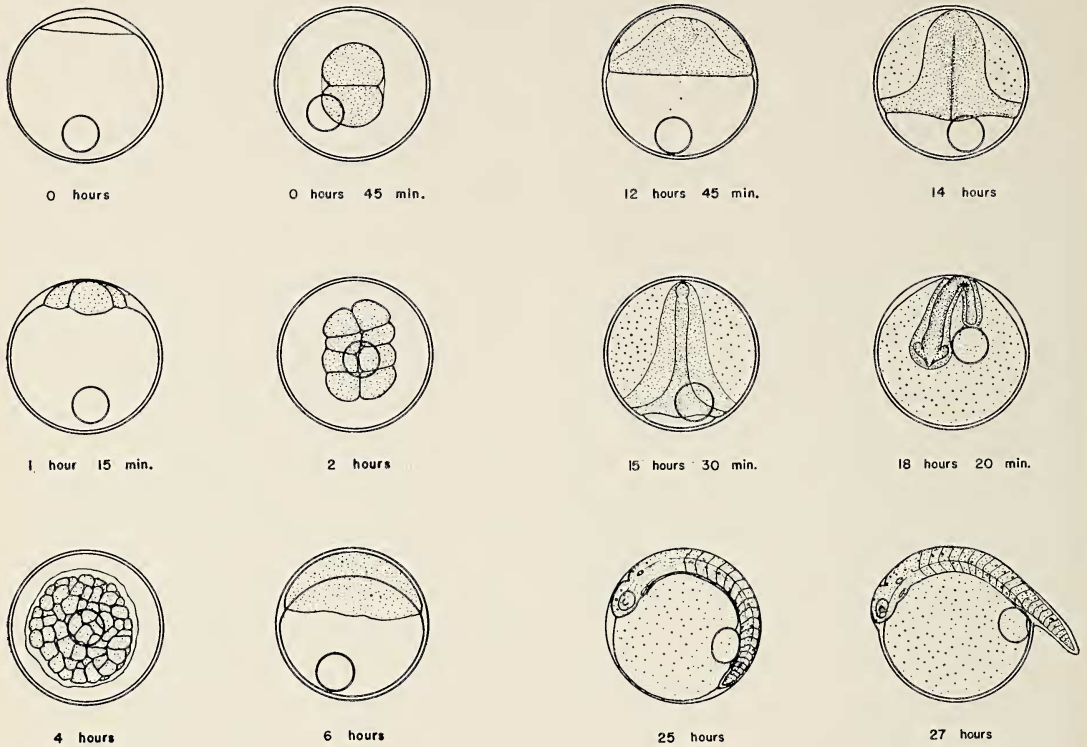 0 hours
0 hours 45 min.
12 hours 45 min.
14 hours
1 hour 15 min.
2 hours
15 hours 30 min.
18 hours 20 min.
4 hours
6 hours
25 hours
27 hours